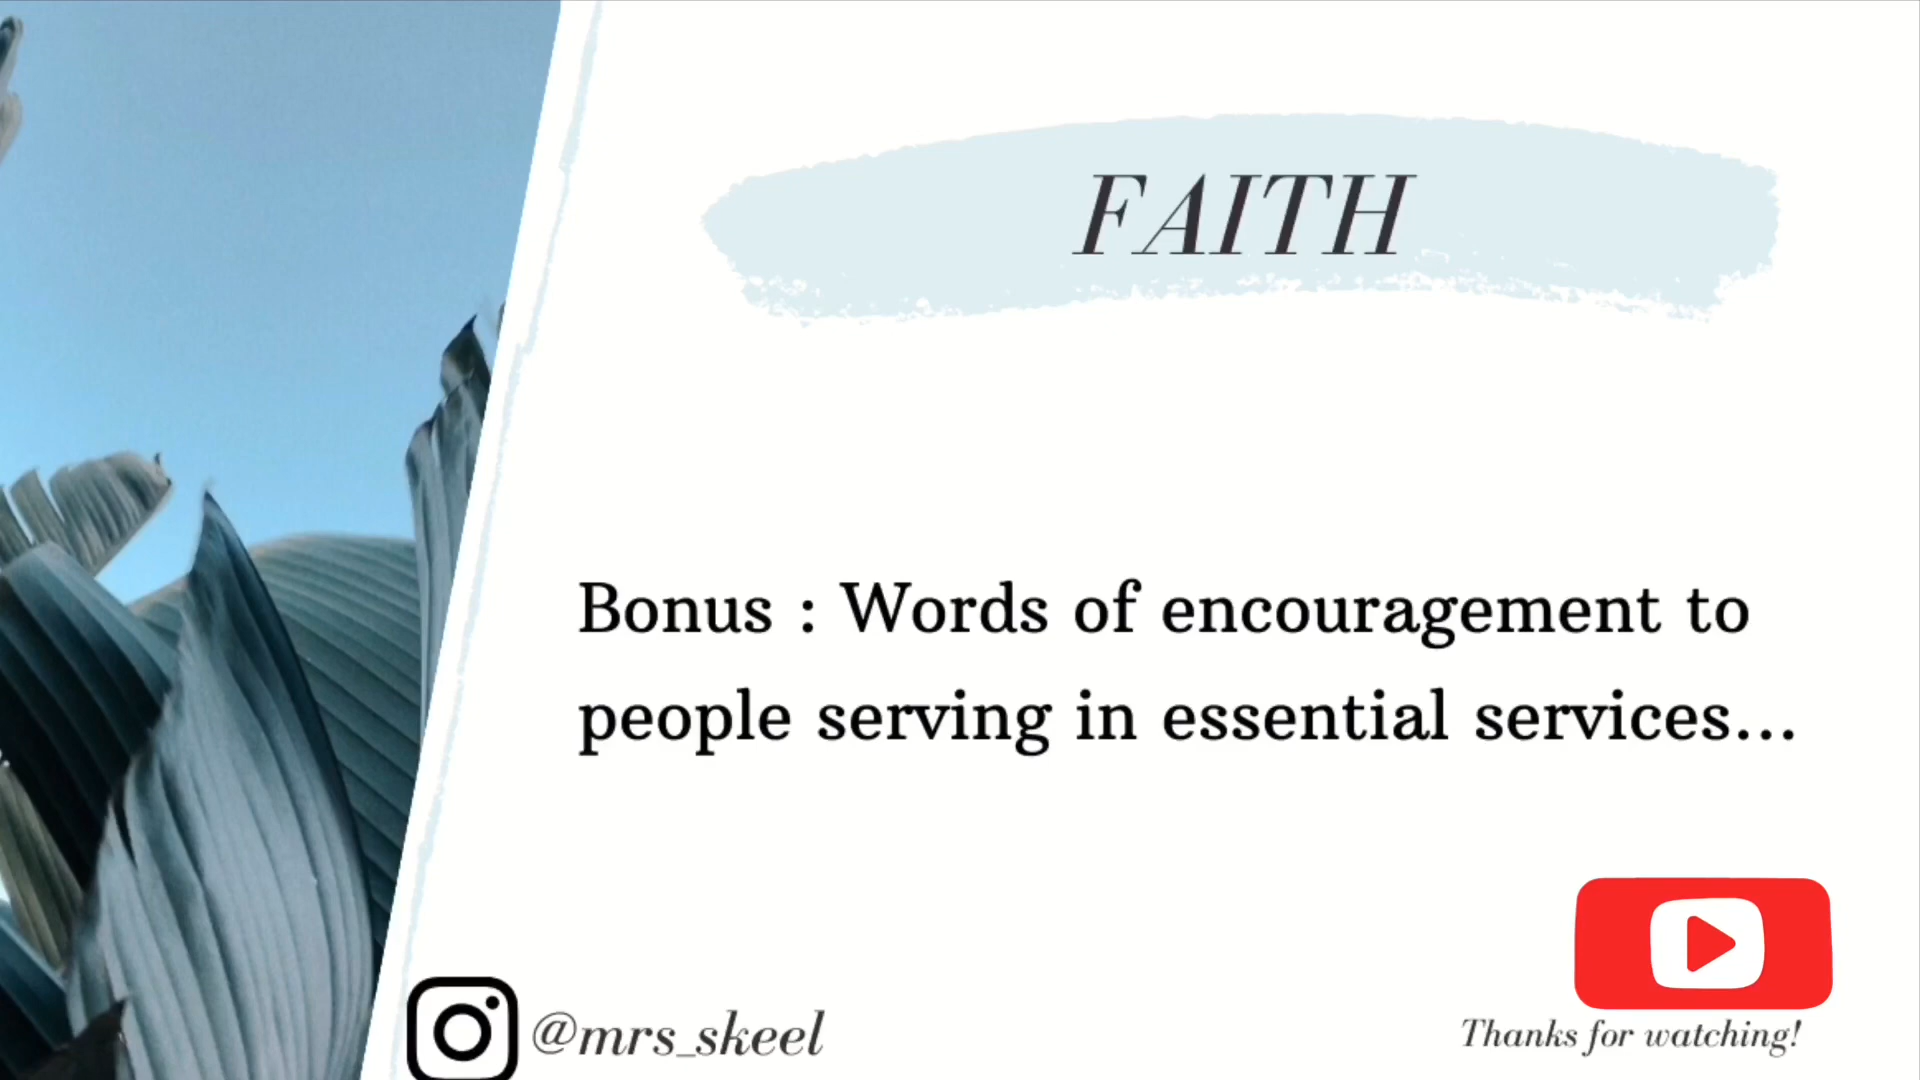 FAITH
Bonus : Words of encouragement to
people serving in essential services...
@mrs_skeel
Thanks for watching!